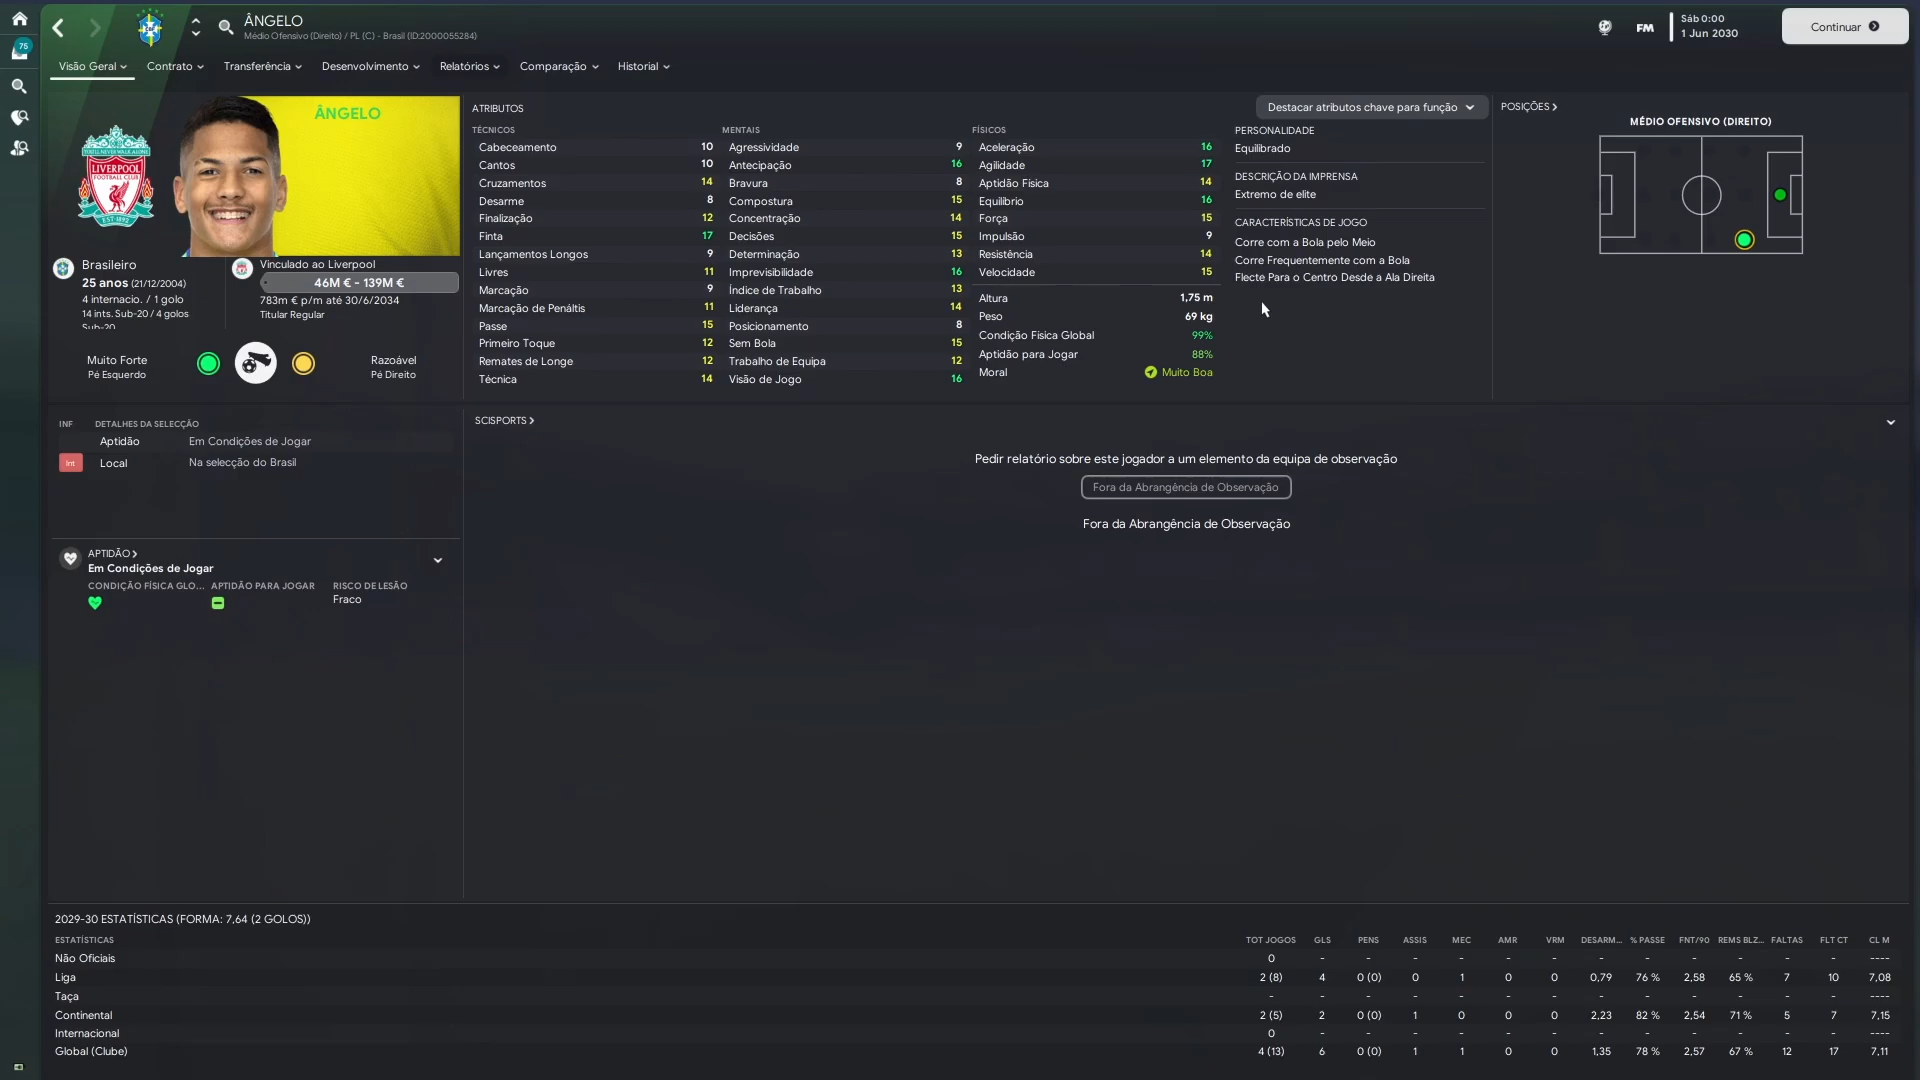 75
ÂNGELO
Médio Ofensivo (Direito) / PL (C) - Brasil (ID:2000055284)
FM
Sáb 0:00
1 Jun 2030
Continuar
Visão Geral
Contrato
Transferência
Desenvolvimento
Relatórios
Comparação
Historial
ÂNGELO
YOU'LL NEVER WALK ALONE
LIVERPOOL
FOOTBALL CLUB
EST·1892
Brasileiro
25 anos (21/12/2004)
4 internacio. / 1 golo
14 ints. Sub-20 / 4 golos
Sub-20
Vinculado ao Liverpool
46M € - 139M €
783m € p/m até 30/6/2034
Titular Regular
Muito Forte
Pé Esquerdo
Razoável
Pé Direito
ATRIBUTOS
Destacar atributos chave para função
TÉCNICOS
Cabeceamento 10
Cantos 10
Cruzamentos 14
Desarme 8
Finalização 12
Finta 17
Lançamentos Longos 9
Livres 11
Marcação 9
Marcação de Penáltis 11
Passe 15
Primeiro Toque 12
Remates de Longe 12
Técnica 14
MENTAIS
Agressividade 9
Antecipação 16
Bravura 8
Compostura 15
Concentração 14
Decisões 15
Determinação 13
Imprevisibilidade 16
Índice de Trabalho 13
Liderança 14
Posicionamento 8
Sem Bola 15
Trabalho de Equipa 12
Visão de Jogo 16
FÍSICOS
Aceleração 16
Agilidade 17
Aptidão Física 14
Equilíbrio 16
Força 15
Impulsão 9
Resistência 14
Velocidade 15
Altura 1,75 m
Peso 69 kg
Condição Física Global 99%
Aptidão para Jogar 88%
Moral Muito Boa
PERSONALIDADE
Equilibrado
DESCRIÇÃO DA IMPRENSA
Extremo de elite
CARACTERÍSTICAS DE JOGO
Corre com a Bola pelo Meio
Corre Frequentemente com a Bola
Flecte Para o Centro Desde a Ala Direita
POSIÇÕES
MÉDIO OFENSIVO (DIREITO)
INF DETALHES DA SELECÇÃO
Aptidão Em Condições de Jogar
Int Local Na selecção do Brasil
APTIDÃO
Em Condições de Jogar
CONDIÇÃO FÍSICA GLO... APTIDÃO PARA JOGAR RISCO DE LESÃO
Fraco
SCISPORTS
Pedir relatório sobre este jogador a um elemento da equipa de observação
Fora da Abrangência de Observação
Fora da Abrangência de Observação
2029-30 ESTATÍSTICAS (FORMA: 7,64 (2 GOLOS))
ESTATÍSTICAS TOT JOGOS GLS PENS ASSIS MEC AMR VRM DESARM... % PASSE FNT/90 REMS BLZ... FALTAS FLT CT CL M
Não Oficiais 0 - - - - - - - - - - - - ----
Liga 2 (8) 4 0 (0) 0 1 0 0 0,79 76 % 2,58 65 % 7 10 7,08
Taça - - - - - - - - - - - - - ----
Continental 2 (5) 2 0 (0) 1 0 0 0 2,23 82 % 2,54 71 % 5 7 7,15
Internacional 0 - - - - - - - - - - - - ----
Global (Clube) 4 (13) 6 0 (0) 1 1 0 0 1,35 78 % 2,57 67 % 12 17 7,11